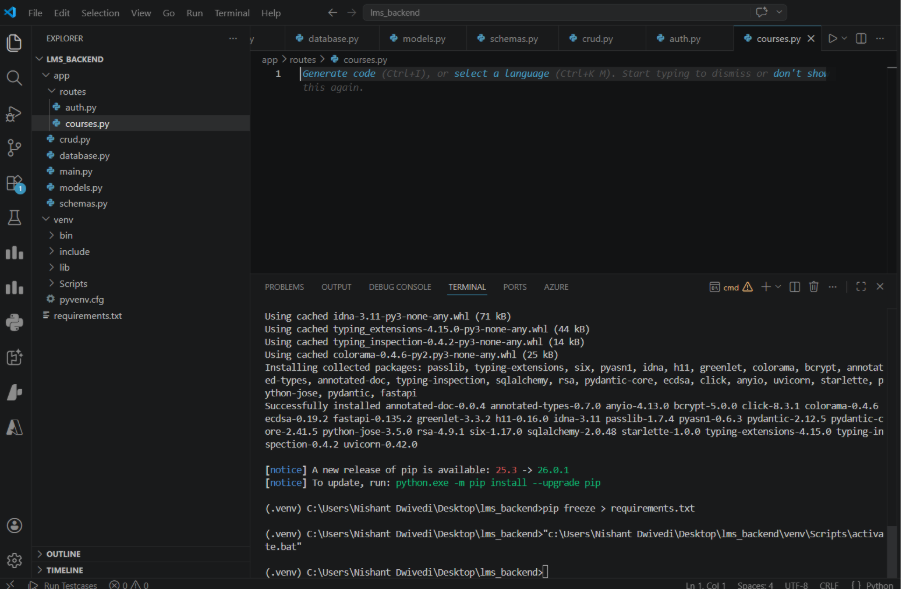 File Edit Selection View Go Run Terminal Help lms_backend
EXPLORER
LMS_BACKEND
app
routes
auth.py
courses.py
crud.py
database.py
main.py
models.py
schemas.py
venv
bin
include
lib
Scripts
pyvenv.cfg
requirements.txt
OUTLINE
TIMELINE
1
y database.py models.py schemas.py crud.py auth.py courses.py
app > routes > courses.py
1 Generate code (Ctrl+I), or select a language (Ctrl+K M). Start typing to dismiss or don't show
this again.
PROBLEMS OUTPUT DEBUG CONSOLE TERMINAL PORTS AZURE cmd
Using cached idna-3.11-py3-none-any.whl (71 kB)
Using cached typing_extensions-4.15.0-py3-none-any.whl (44 kB)
Using cached typing_inspection-0.4.2-py3-none-any.whl (14 kB)
Using cached colorama-0.4.6-py2.py3-none-any.whl (25 kB)
Installing collected packages: passlib, typing-extensions, six, pyasn1, idna, h11, greenlet, colorama, bcrypt, annotat
ed-types, annotated-doc, typing-inspection, sqlalchemy, rsa, pydantic-core, ecdsa, click, anyio, uvicorn, starlette, p
ython-jose, pydantic, fastapi
Successfully installed annotated-doc-0.0.4 annotated-types-0.7.0 anyio-4.13.0 bcrypt-5.0.0 click-8.3.1 colorama-0.4.6
ecdsa-0.19.2 fastapi-0.135.2 greenlet-3.3.2 h11-0.16.0 idna-3.11 passlib-1.7.4 pyasn1-0.6.3 pydantic-2.12.5 pydantic-c
ore-2.41.5 python-jose-3.5.0 rsa-4.9.1 six-1.17.0 sqlalchemy-2.0.48 starlette-1.0.0 typing-extensions-4.15.0 typing-in
spection-0.4.2 uvicorn-0.42.0
[notice] A new release of pip is available: 25.3 -> 26.0.1
[notice] To update, run: python.exe -m pip install --upgrade pip
(.venv) C:\Users\Nishant Dwivedi\Desktop\lms_backend>pip freeze > requirements.txt
(.venv) C:\Users\Nishant Dwivedi\Desktop\lms_backend>"c:\Users\Nishant Dwivedi\Desktop\lms_backend\venv\Scripts\activa
te.bat"
(.venv) C:\Users\Nishant Dwivedi\Desktop\lms_backend>
Run Testcases 0 0 Ln 1, Col 1 Spaces: 4 UTF-8 CRLF { } Python